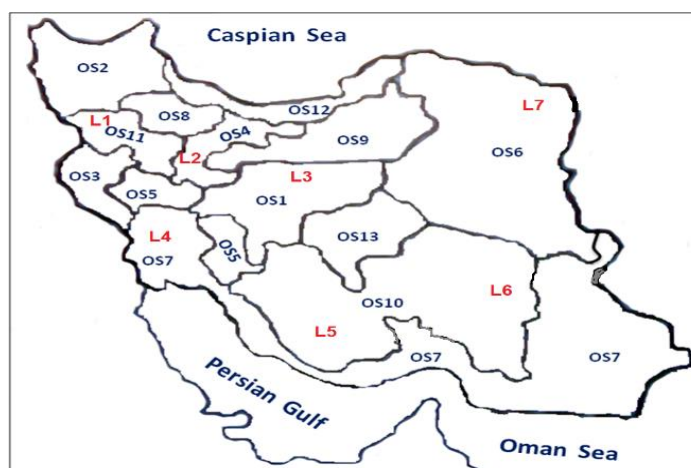 Caspian Sea
OS2
L7
OS12
OS8
L1
OS11
OS4
OS9
OS6
L2
OS3
L3
OS5
OS1
L4
OS13
OS5
OS7
L6
OS10
L5
OS7
OS7
Persian Gulf
Oman Sea